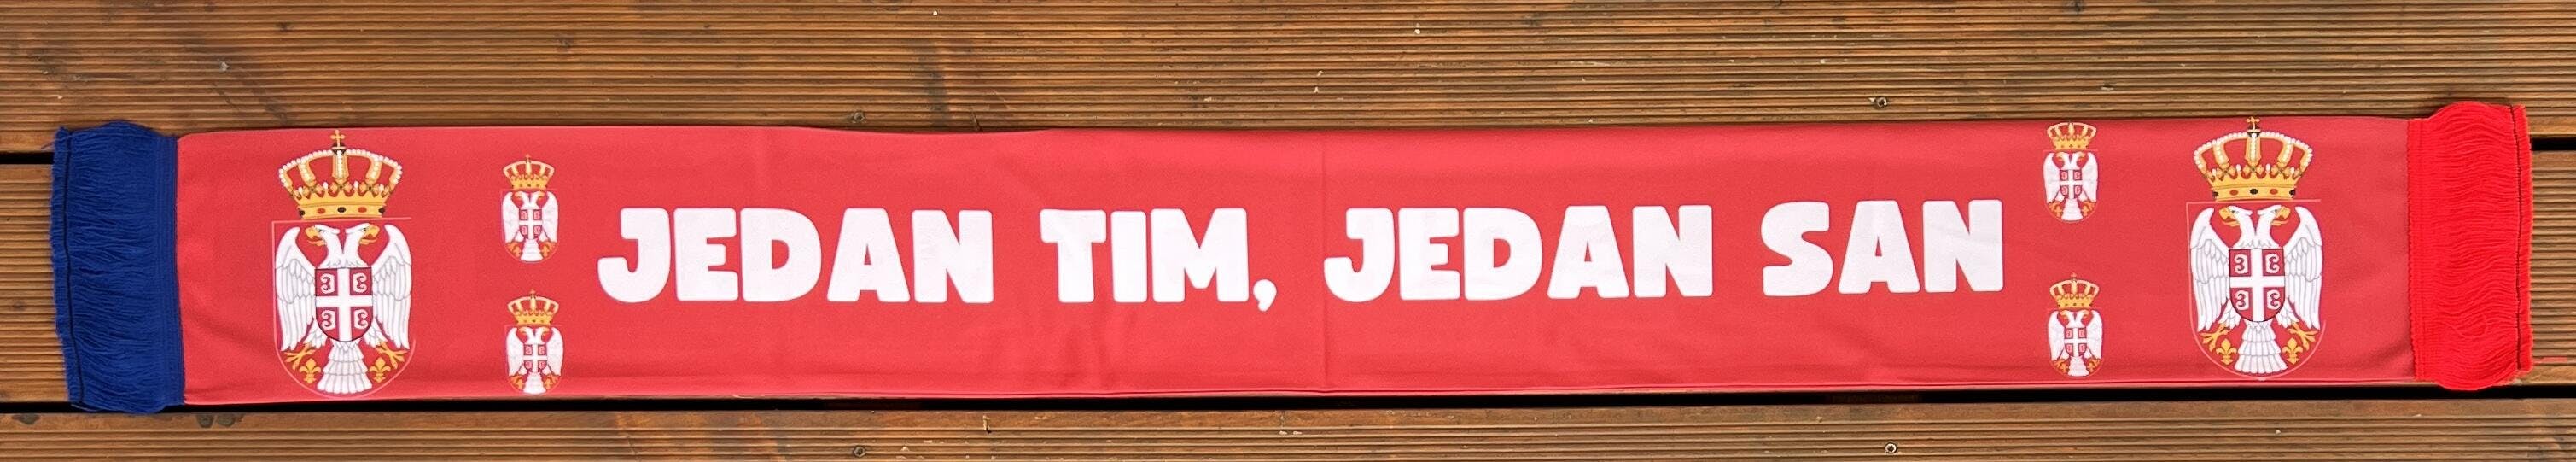 JEDAN TIM, JEDAN SAN